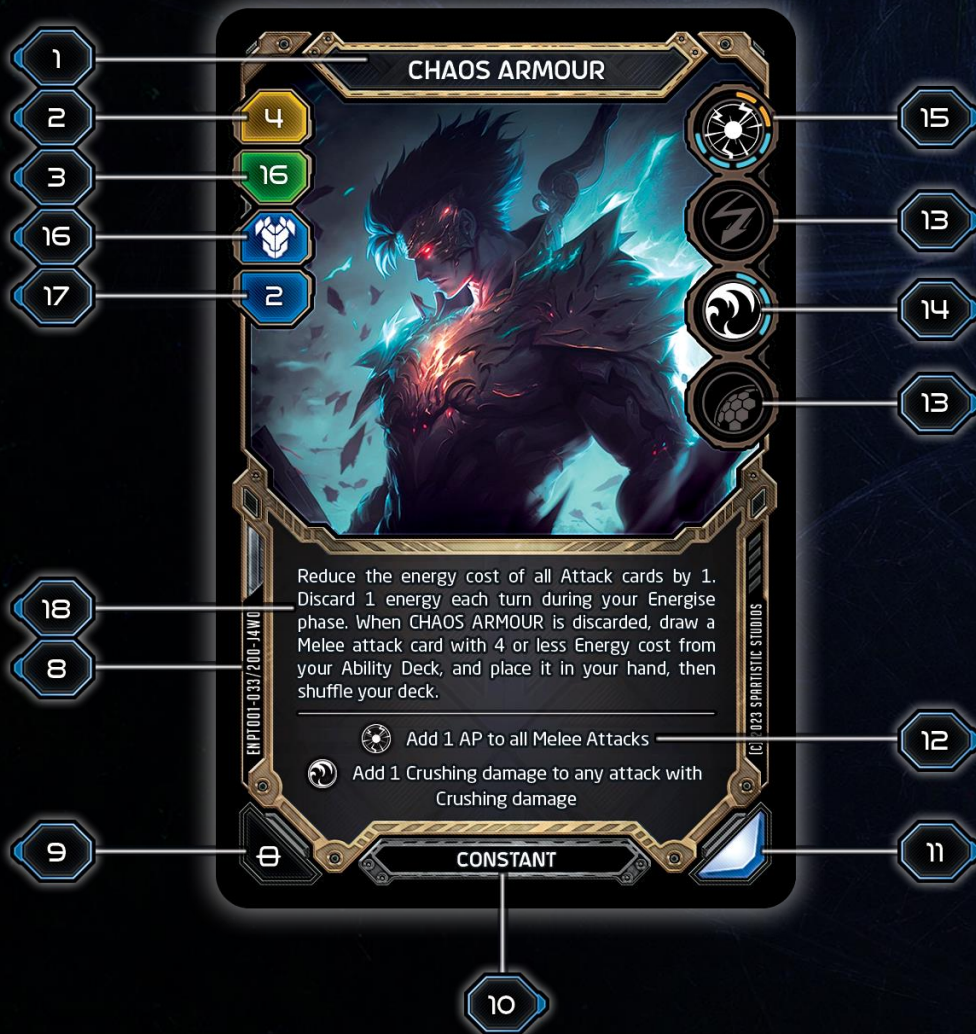 CHAOS ARMOUR
1
2
3
16
17
4
16
2
15
13
14
13
Reduce the energy cost of all Attack cards by 1.
Discard 1 energy each turn during your Energise
phase. When CHAOS ARMOUR is discarded, draw a
Melee attack card with 4 or less Energy cost from
your Ability Deck, and place it in your hand, then
shuffle your deck.
Add 1 AP to all Melee Attacks
Add 1 Crushing damage to any attack with
Crushing damage
18
8
ENPT001-033/200-J4W0
(C) 2023 SPARTISTIC STUDIOS
12
9
CONSTANT
11
10